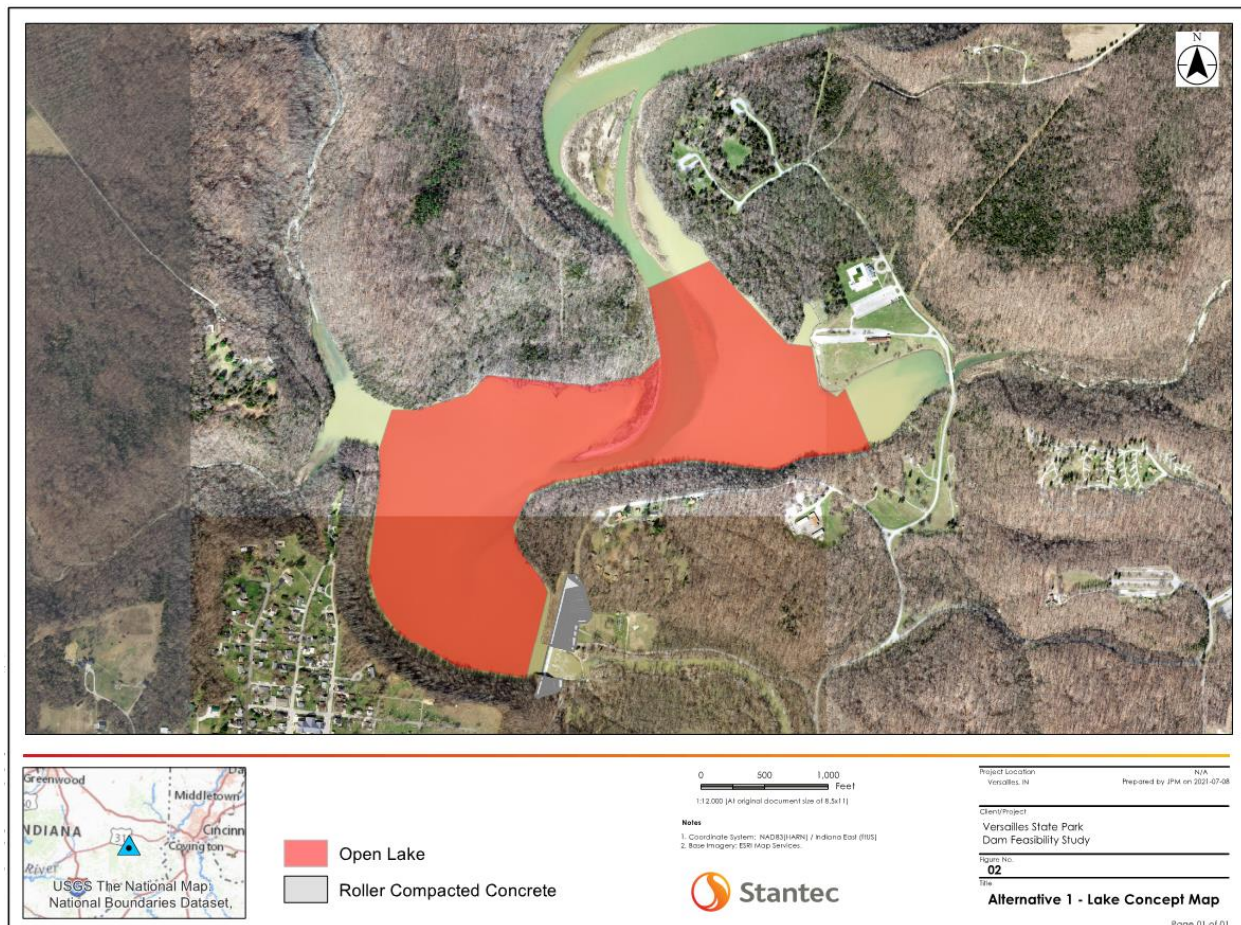 N
Greenwood
Middletown
INDIANA
31
Cincinn
Covington
River
USGS The National Map:
National Boundaries Dataset,
Open Lake
Roller Compacted Concrete
0 500 1,000
Feet
1:12,000 (At original document size of 8.5x11)
Notes
1. Coordinate System: NAD83(HARN) / Indiana East (ftUS)
2. Base Imagery: ESRI Map Services.
Stantec
Project Location
N/A
Versailles, IN
Prepared by JPM on 2021-07-08
Client/Project
Versailles State Park
Dam Feasibility Study
Figure No.
02
Title
Alternative 1 - Lake Concept Map
Page 01 of 01